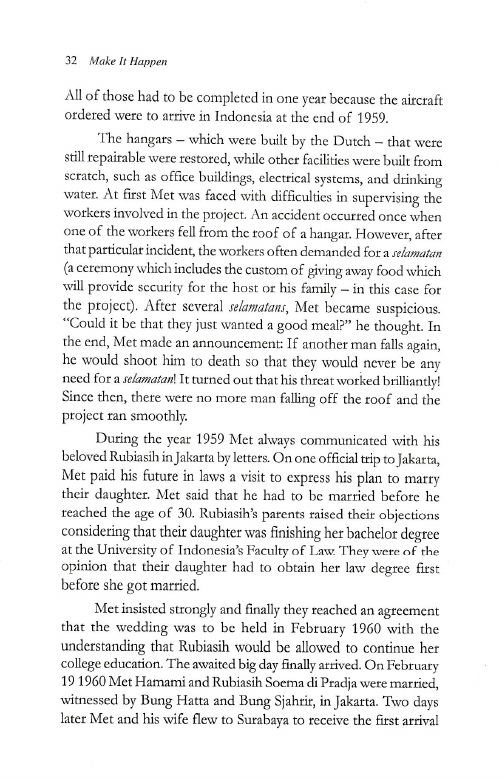 32 Make It Happen
All of those had to be completed in one year because the aircraft
ordered were to arrive in Indonesia at the end of 1959.
The hangars – which were built by the Dutch – that were
still repairable were restored, while other facilities were built from
scratch, such as office buildings, electrical systems, and drinking
water. At first Met was faced with difficulties in supervising the
workers involved in the project. An accident occurred once when
one of the workers fell from the roof of a hangar. However, after
that particular incident, the workers often demanded for a selamatan
(a ceremony which includes the custom of giving away food which
will provide security for the host or his family – in this case for
the project). After several selamatans, Met became suspicious.
“Could it be that they just wanted a good meal?” he thought. In
the end, Met made an announcement: If another man falls again,
he would shoot him to death so that they would never be any
need for a selamatan! It turned out that his threat worked brilliantly!
Since then, there were no more man falling off the roof and the
project ran smoothly.
During the year 1959 Met always communicated with his
beloved Rubiasih in Jakarta by letters. On one official trip to Jakarta,
Met paid his future in laws a visit to express his plan to marry
their daughter. Met said that he had to be married before he
reached the age of 30. Rubiasih’s parents raised their objections
considering that their daughter was finishing her bachelor degree
at the University of Indonesia’s Faculty of Law. They were of the
opinion that their daughter had to obtain her law degree first
before she got married.
Met insisted strongly and finally they reached an agreement
that the wedding was to be held in February 1960 with the
understanding that Rubiasih would be allowed to continue her
college education. The awaited big day finally arrived. On February
19 1960 Met Hamami and Rubiasih Soema di Pradja were married,
witnessed by Bung Hatta and Bung Sjahrir, in Jakarta. Two days
later Met and his wife flew to Surabaya to receive the first arrival